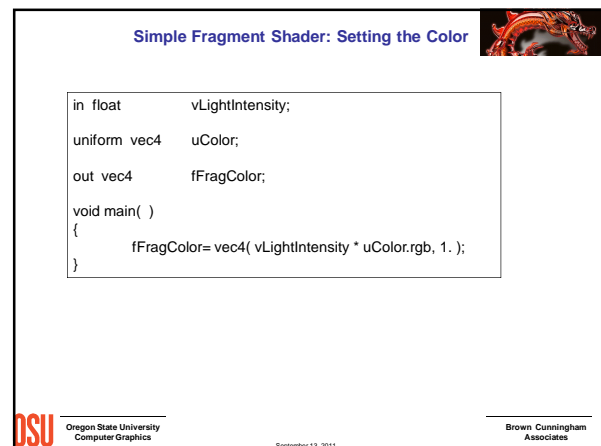 Simple Fragment Shader: Setting the Color
in float vLightIntensity;
uniform vec4 uColor;
out vec4 fFragColor;
void main( )
{
fFragColor= vec4( vLightIntensity * uColor.rgb, 1. );
}
OSU
Oregon State University
Computer Graphics
September 13, 2011
Brown Cunningham
Associates